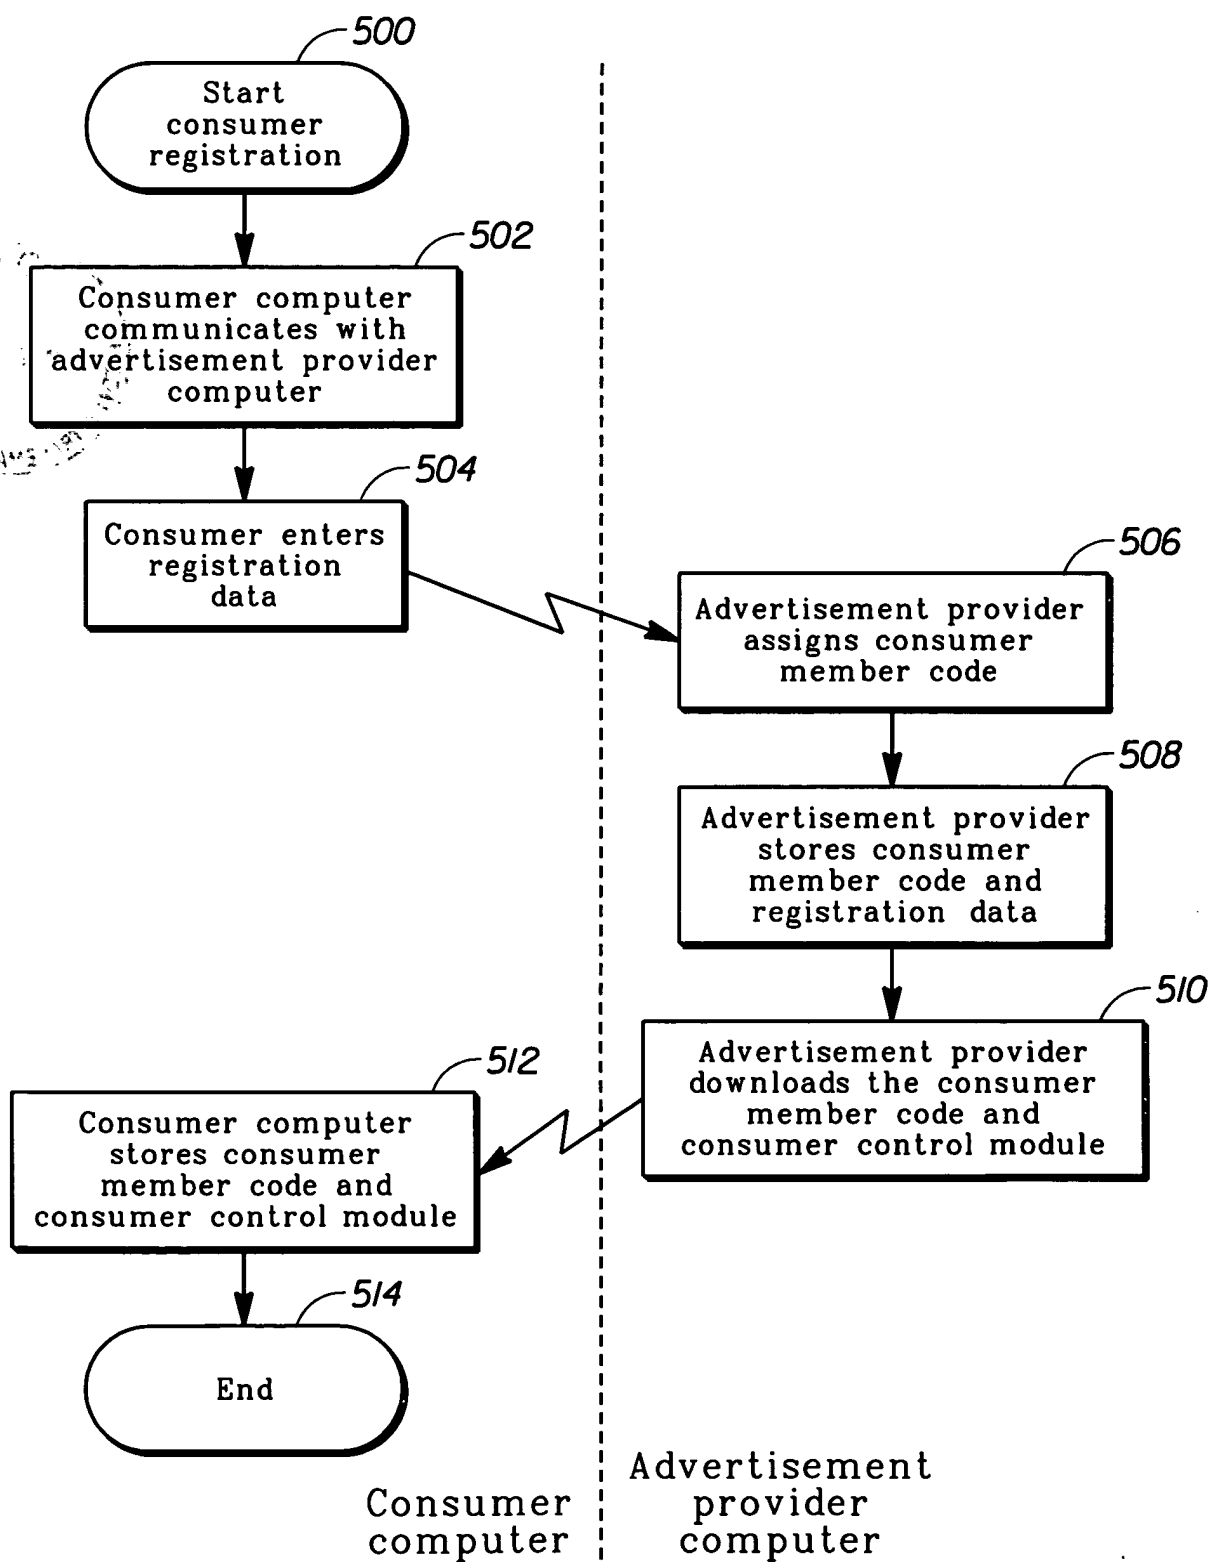 500
Start
consumer
registration
502
Consumer computer
communicates with
advertisement provider
computer
504
Consumer enters
registration
data
506
Advertisement provider
assigns consumer
member code
508
Advertisement provider
stores consumer
member code and
registration data
510
Advertisement provider
downloads the consumer
member code and
consumer control module
512
Consumer computer
stores consumer
member code and
consumer control module
514
End
Consumer
computer
Advertisement
provider
computer